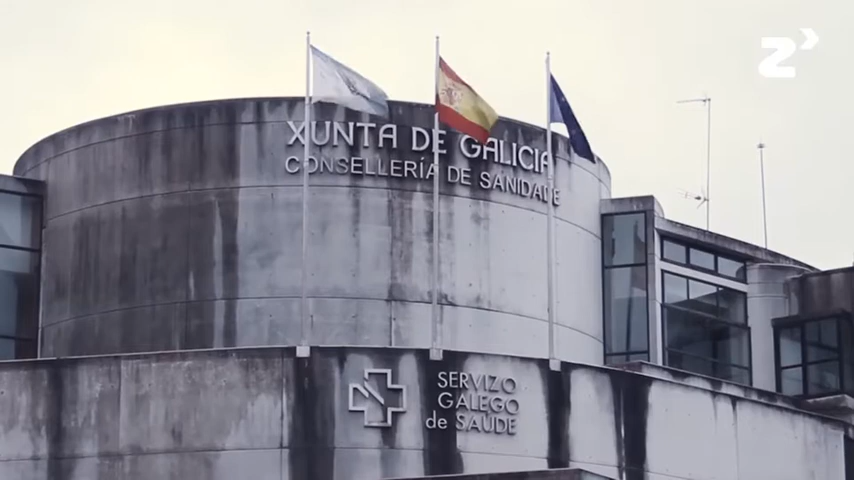 XUNTA DE GALICIA
CONSELLERÍA DE SANIDADE
SERVIZO
GALEGO
de SAÚDE